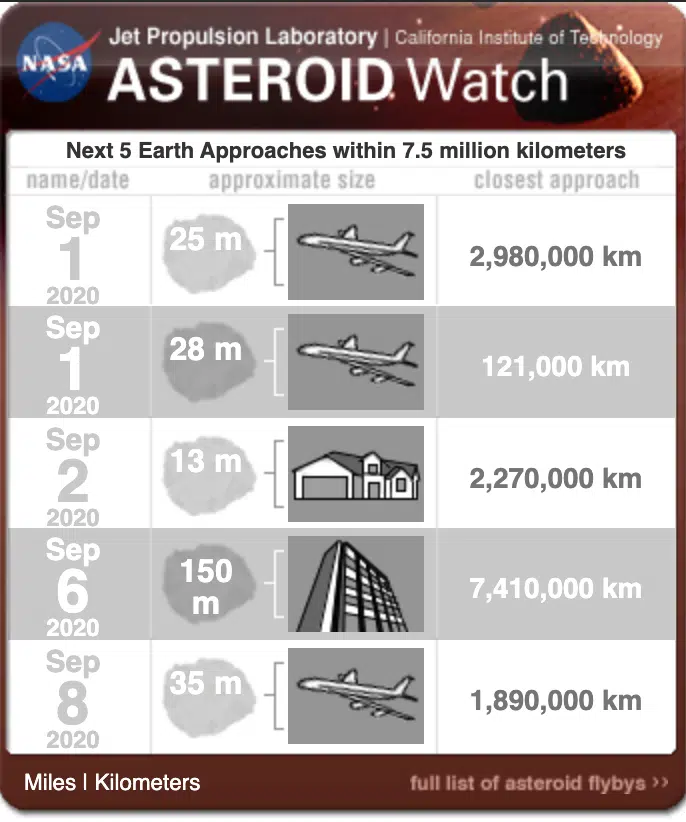 NASA
Jet Propulsion Laboratory | California Institute of Technology
ASTEROID Watch
Next 5 Earth Approaches within 7.5 million kilometers
name/date approximate size closest approach
Sep
1
2020
25 m
2,980,000 km
Sep
1
2020
28 m
121,000 km
Sep
2
2020
13 m
2,270,000 km
Sep
6
2020
150
m
7,410,000 km
Sep
8
2020
35 m
1,890,000 km
Miles | Kilometers full list of asteroid flybys >>